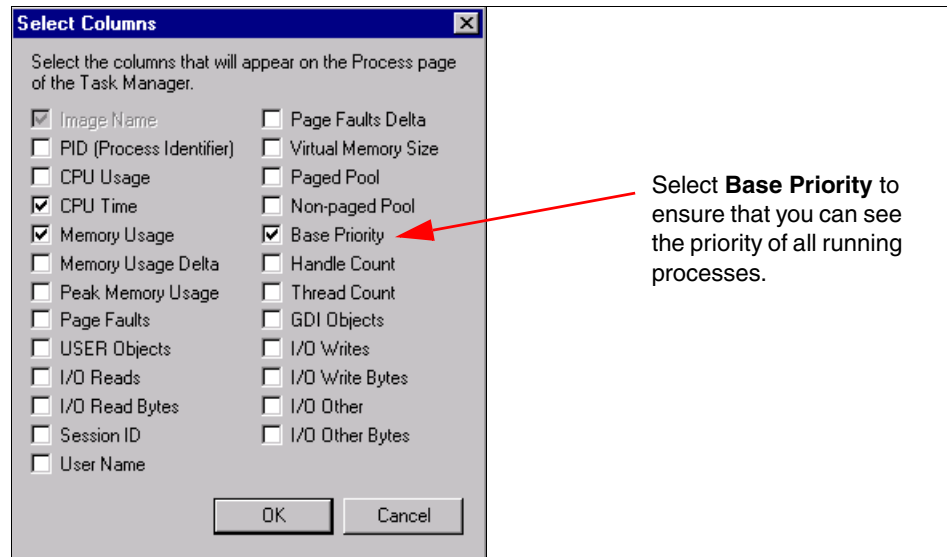 Select Columns
Select the columns that will appear on the Process page
of the Task Manager.
Image Name
PID (Process Identifier)
CPU Usage
CPU Time
Memory Usage
Memory Usage Delta
Peak Memory Usage
Page Faults
USER Objects
I/O Reads
I/O Read Bytes
Session ID
User Name
Page Faults Delta
Virtual Memory Size
Paged Pool
Non-paged Pool
Base Priority
Handle Count
Thread Count
GDI Objects
I/O Writes
I/O Write Bytes
I/O Other
I/O Other Bytes
OK
Cancel
Select Base Priority to
ensure that you can see
the priority of all running
processes.